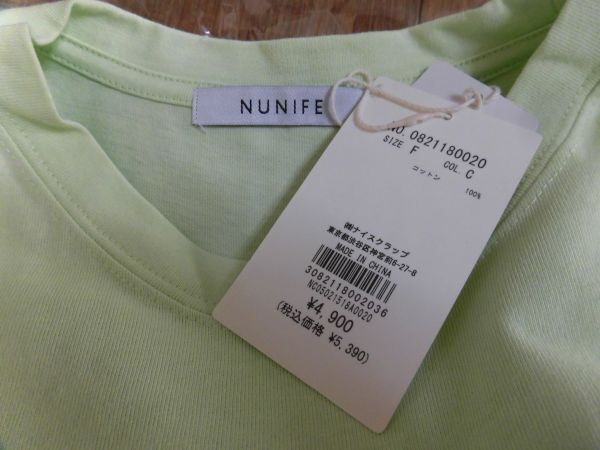 NUNIFE
NO. 0821180020
SIZE F COL. C
コットン 100%
㈱ナイスクラップ
東京都渋谷区神宮前6-27-8
MADE IN CHINA
3082118002036
NC05021518A0020
¥4,900
(税込価格 ¥5,390)